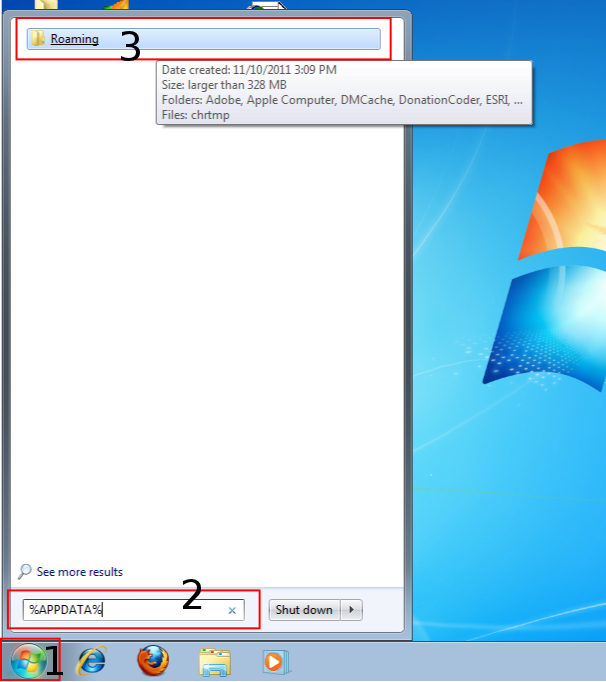 Roaming
3
Date created: 11/10/2011 3:09 PM
Size: larger than 328 MB
Folders: Adobe, Apple Computer, DMCache, DonationCoder, ESRI, ...
Files: chrtmp
See more results
2
%APPDATA%
Shut down
1